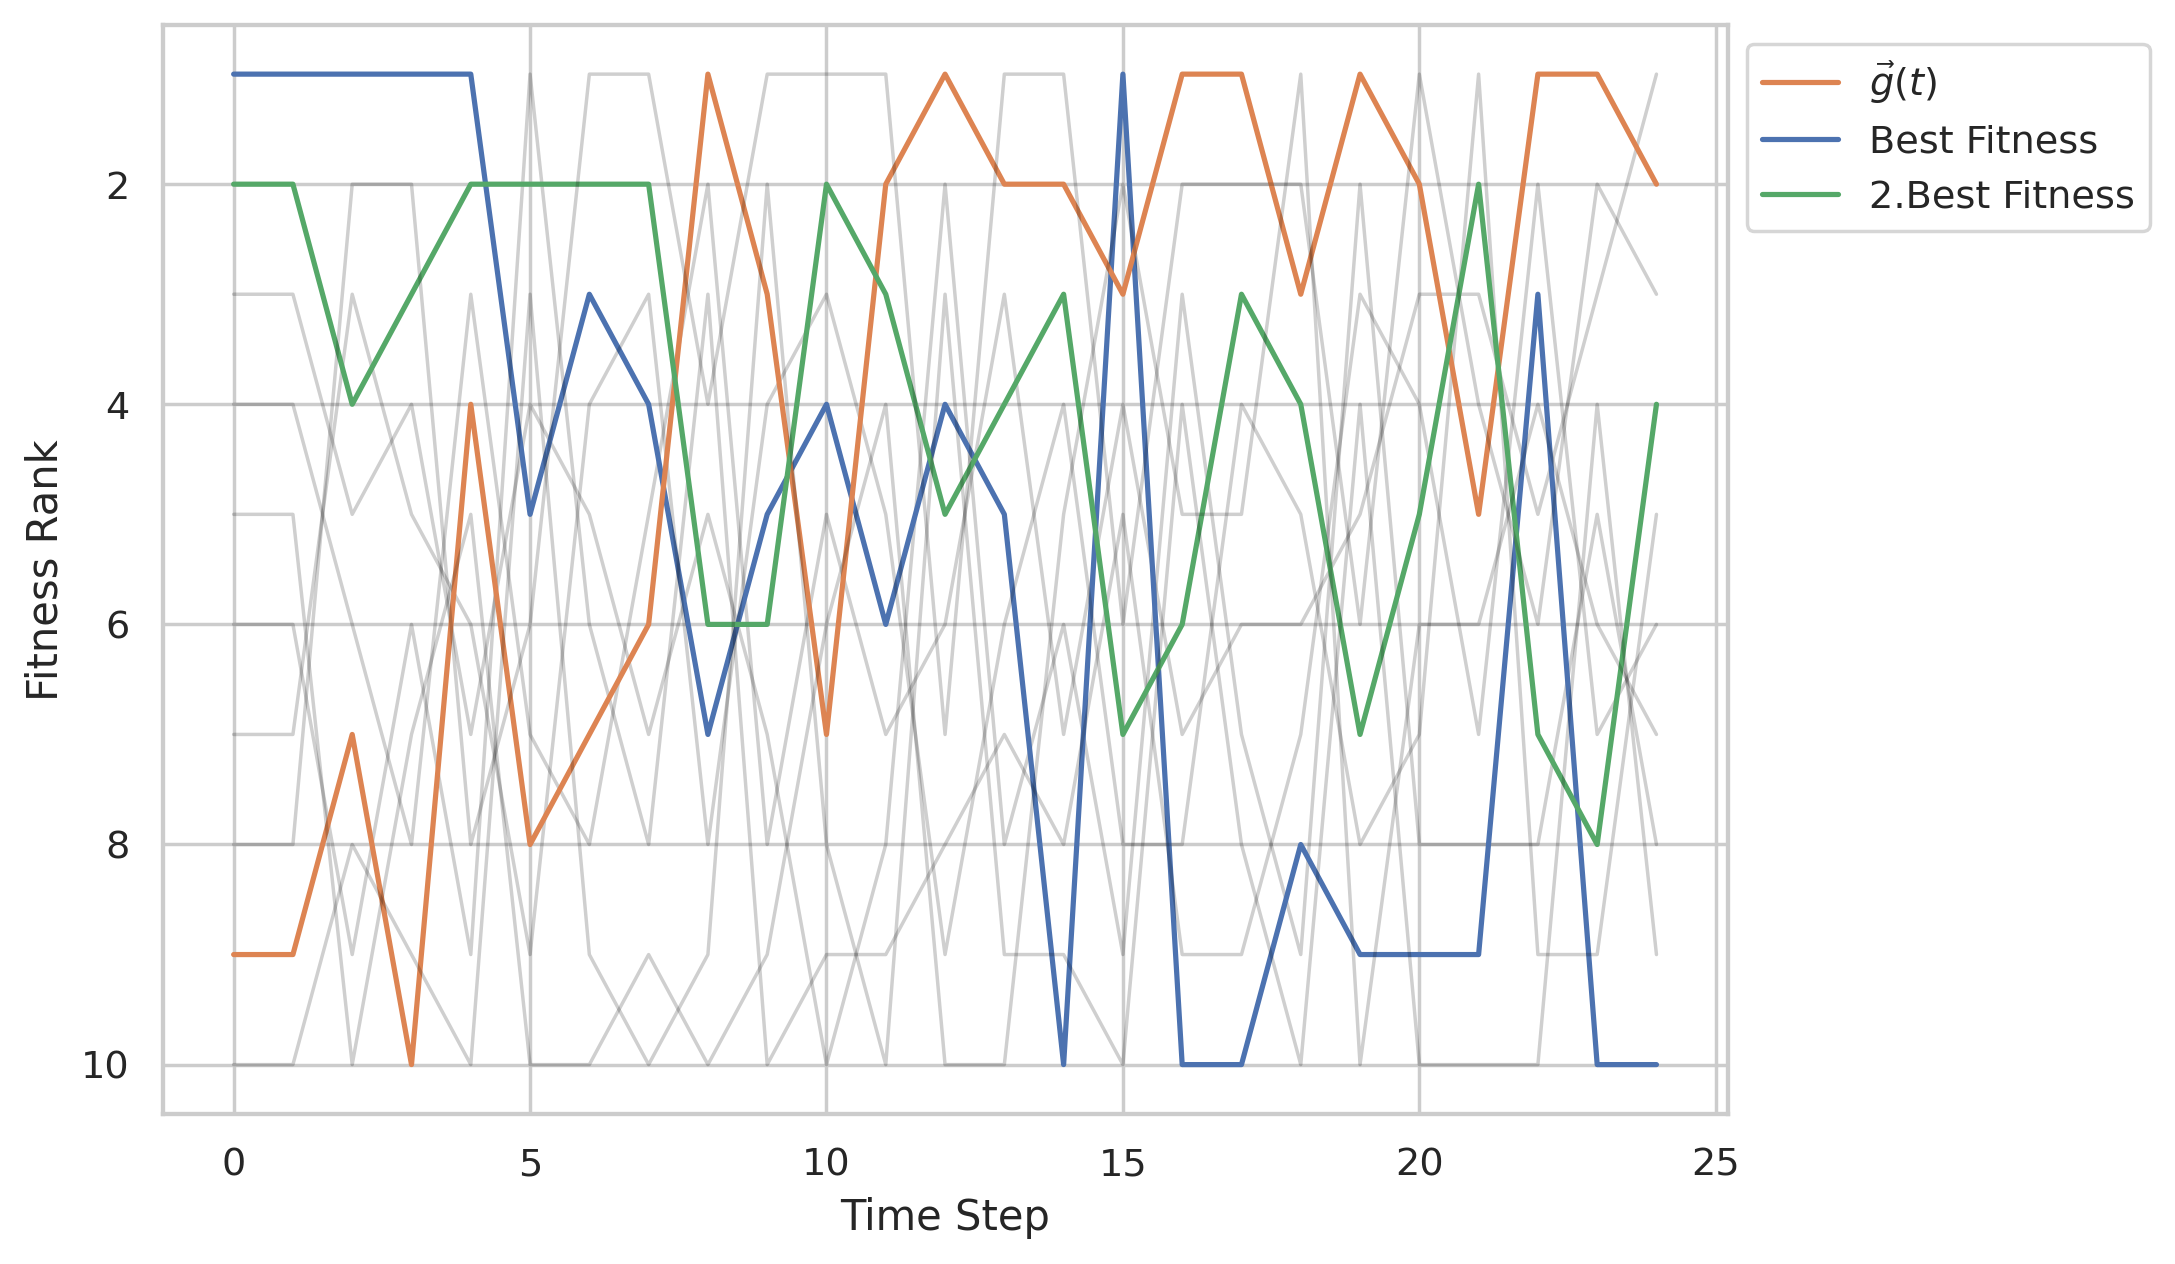 g⃗(t)
Best Fitness
2.Best Fitness
Fitness Rank
2
4
6
8
10
0 5 10 15 20 25
Time Step